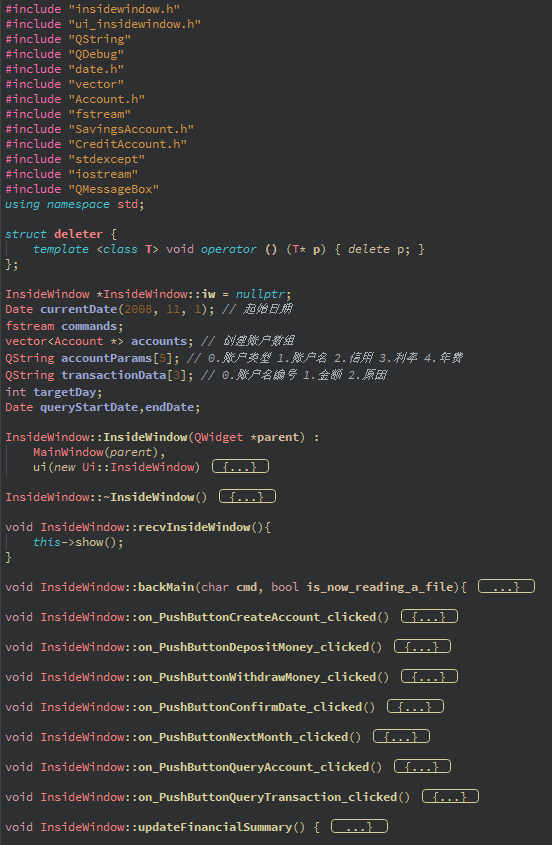 #include "insidewindow.h"
#include "ui_insidewindow.h"
#include "QString"
#include "QDebug"
#include "date.h"
#include "vector"
#include "Account.h"
#include "fstream"
#include "SavingsAccount.h"
#include "CreditAccount.h"
#include "stdexcept"
#include "iostream"
#include "QMessageBox"
using namespace std;
struct deleter {
    template <class T> void operator () (T* p) { delete p; }
};
InsideWindow *InsideWindow::iw = nullptr;
Date currentDate(2008, 11, 1); // 起始日期
fstream commands;
vector<Account *> accounts; // 创建账户数组
QString accountParams[5]; // 0.账户类型 1.账户名 2.信用 3.利率 4.年费
QString transactionData[3]; // 0.账户名编号 1.金额 2.原因
int targetDay;
Date queryStartDate,endDate;
InsideWindow::InsideWindow(QWidget *parent) :
    MainWindow(parent),
    ui(new Ui::InsideWindow) {...}
InsideWindow::~InsideWindow() {...}
void InsideWindow::recvInsideWindow(){
    this->show();
}
void InsideWindow::backMain(char cmd, bool is_now_reading_a_file){ ...}
void InsideWindow::on_PushButtonCreateAccount_clicked() {...}
void InsideWindow::on_PushButtonDepositMoney_clicked() {...}
void InsideWindow::on_PushButtonWithdrawMoney_clicked() {...}
void InsideWindow::on_PushButtonConfirmDate_clicked() {...}
void InsideWindow::on_PushButtonNextMonth_clicked() {...}
void InsideWindow::on_PushButtonQueryAccount_clicked() {...}
void InsideWindow::on_PushButtonQueryTransaction_clicked() {...}
void InsideWindow::updateFinancialSummary() { ...}